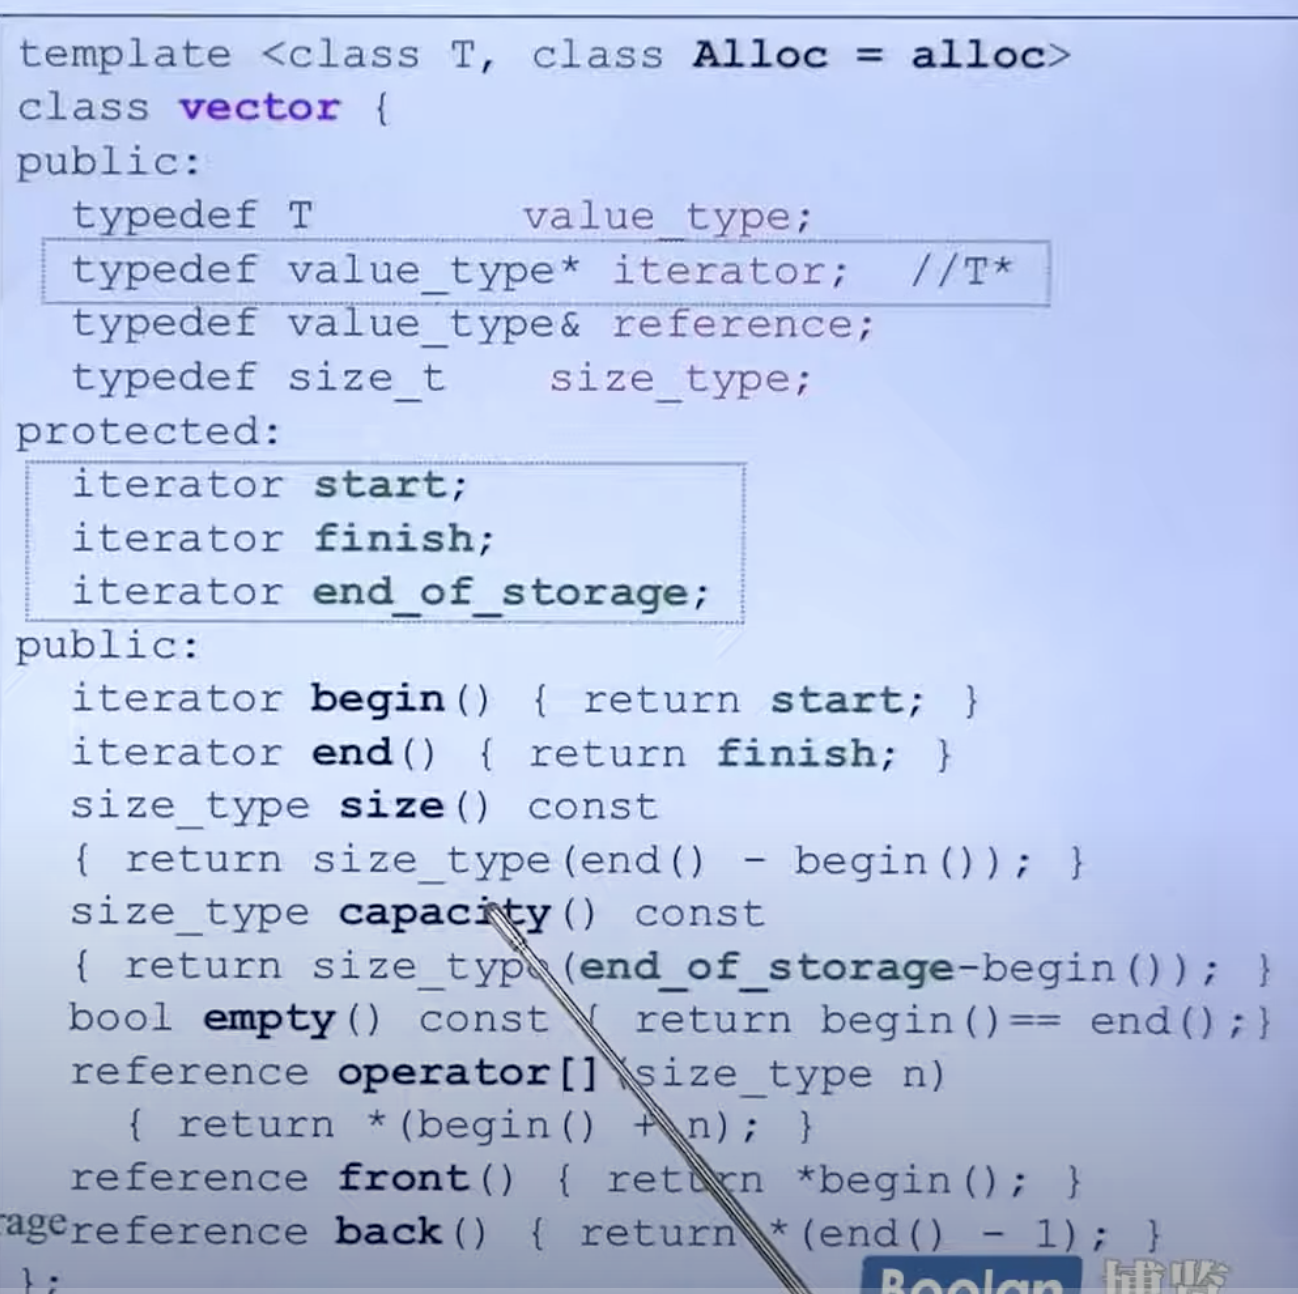 template <class T, class Alloc = alloc>
class vector {
public:
  typedef T        value_type;
  typedef value_type* iterator;  //T*
  typedef value_type& reference;
  typedef size_t    size_type;
protected:
  iterator start;
  iterator finish;
  iterator end_of_storage;
public:
  iterator begin() { return start; }
  iterator end() { return finish; }
  size_type size() const
  { return size_type(end() - begin()); }
  size_type capacity() const
  { return size_type(end_of_storage-begin()); }
  bool empty() const { return begin()== end();}
  reference operator[](size_type n)
    { return *(begin() + n); }
  reference front() { return *begin(); }
rage
  reference back() { return *(end() - 1); }
};
Boolan 博览